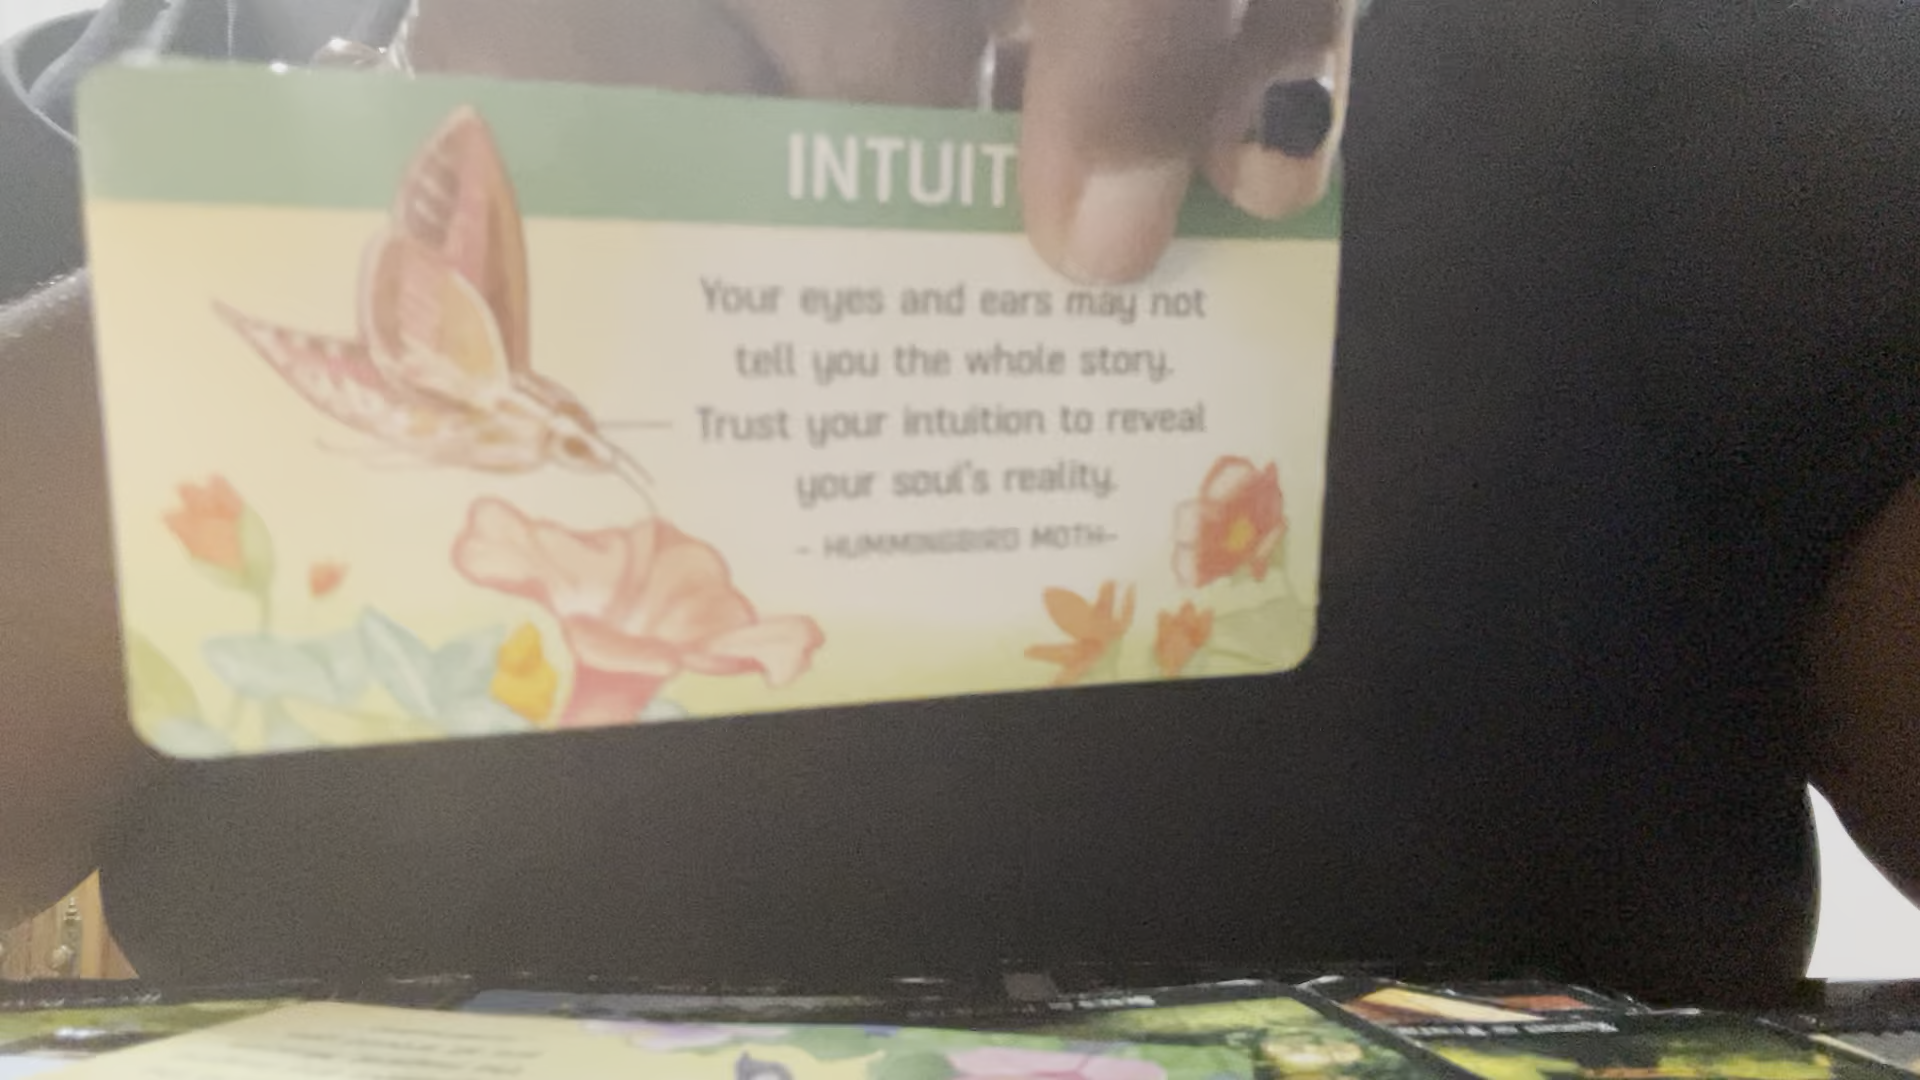 INTUIT
Your eyes and ears may not
tell you the whole story.
Trust your intuition to reveal
your soul's reality.
- HUMMINGBIRD MOTH-